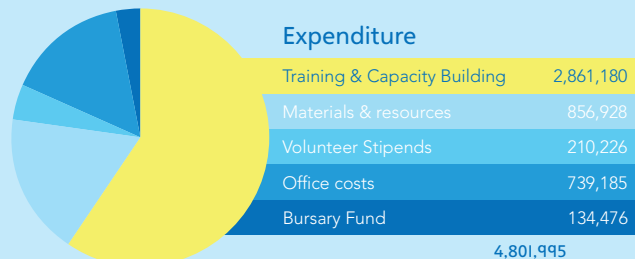 Expenditure
Training & Capacity Building 2,861,180
Materials & resources 856,928
Volunteer Stipends 210,226
Office costs 739,185
Bursary Fund 134,476
4,801,995